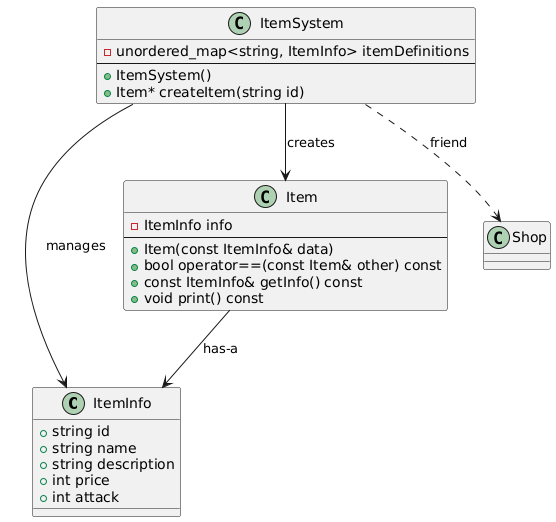 C ItemSystem
unordered_map<string, ItemInfo> itemDefinitions
ItemSystem()
Item* createItem(string id)
creates
friend
C Item
ItemInfo info
Item(const ItemInfo& data)
bool operator==(const Item& other) const
const ItemInfo& getInfo() const
void print() const
C Shop
manages
has-a
C ItemInfo
string id
string name
string description
int price
int attack